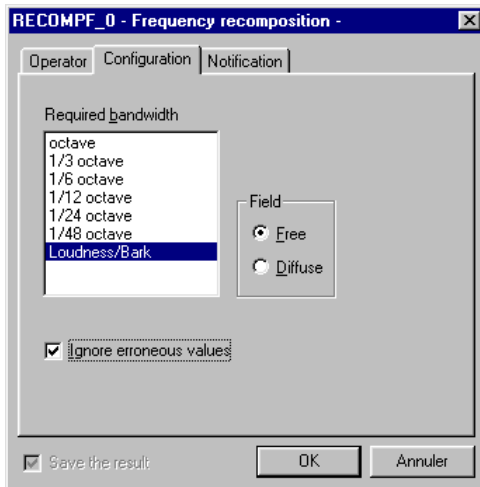 RECOMPF_0 - Frequency recomposition -
Operator Configuration Notification
Required bandwidth
octave
1/3 octave
1/6 octave
1/12 octave
1/24 octave
1/48 octave
Loudness/Bark
Field
Free
Diffuse
Ignore erroneous values
Save the result
OK
Annuler